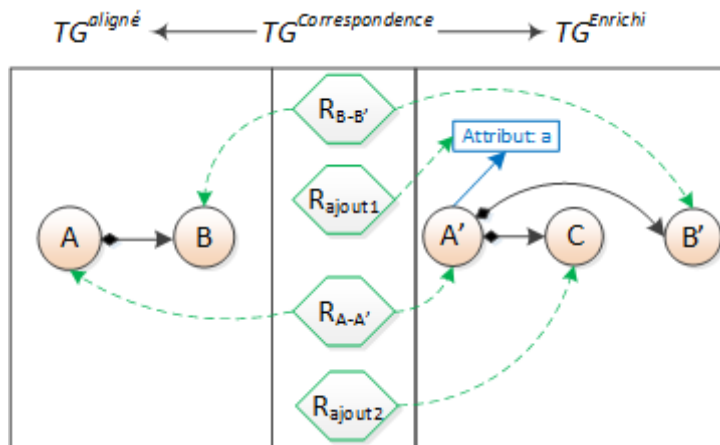 TG^aligné TG^Correspondence TG^Enrichi
R_B-B'
Attribut: a
R_ajout1
A B A' C B'
R_A-A'
R_ajout2